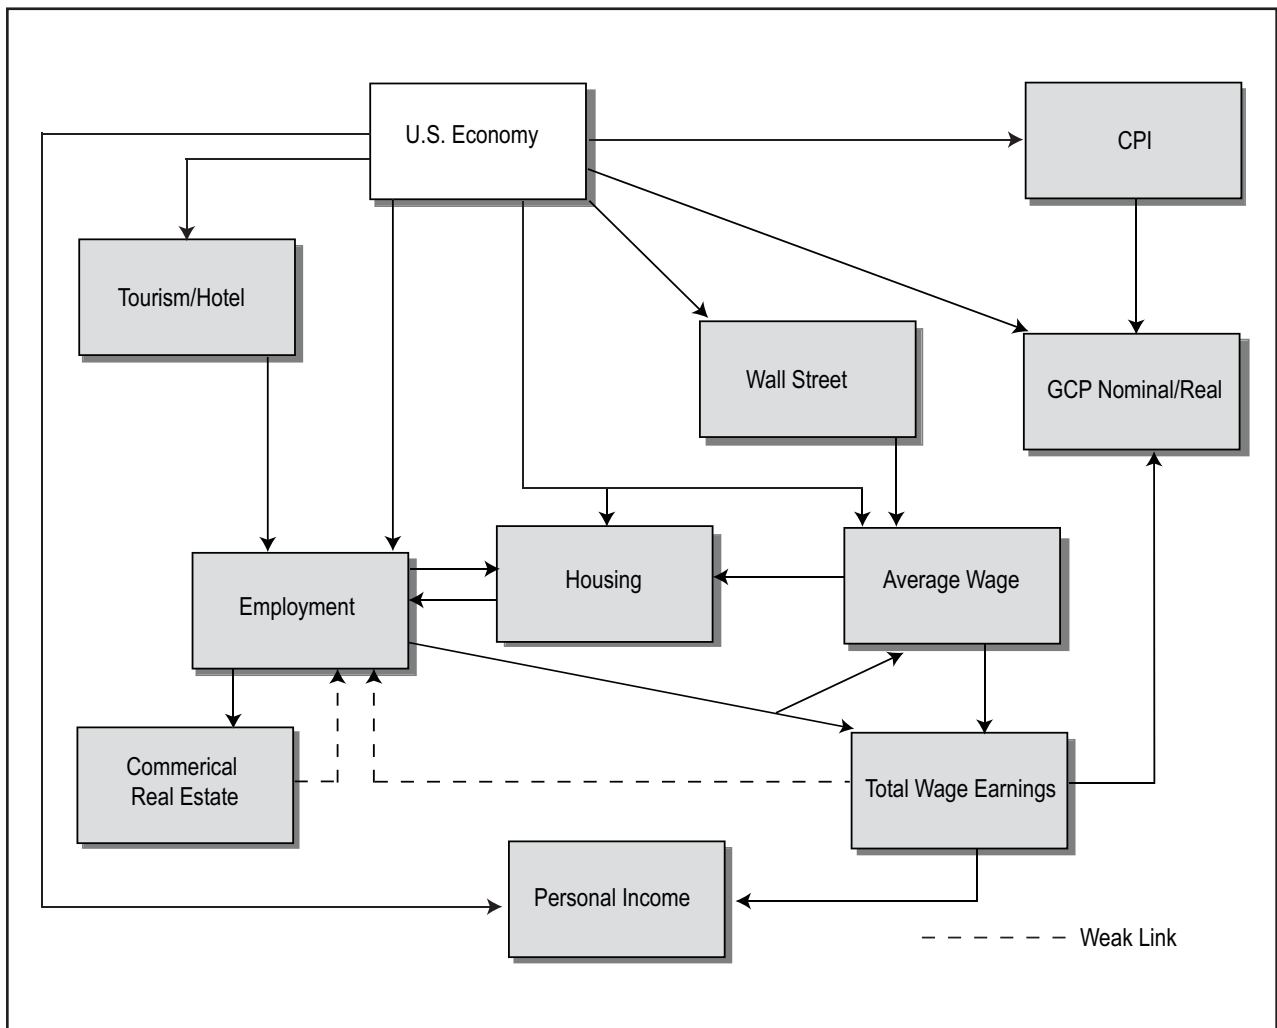 U.S. Economy
CPI
Tourism/Hotel
Wall Street
GCP Nominal/Real
Housing
Average Wage
Employment
Commerical
Real Estate
Total Wage Earnings
Personal Income
Weak Link